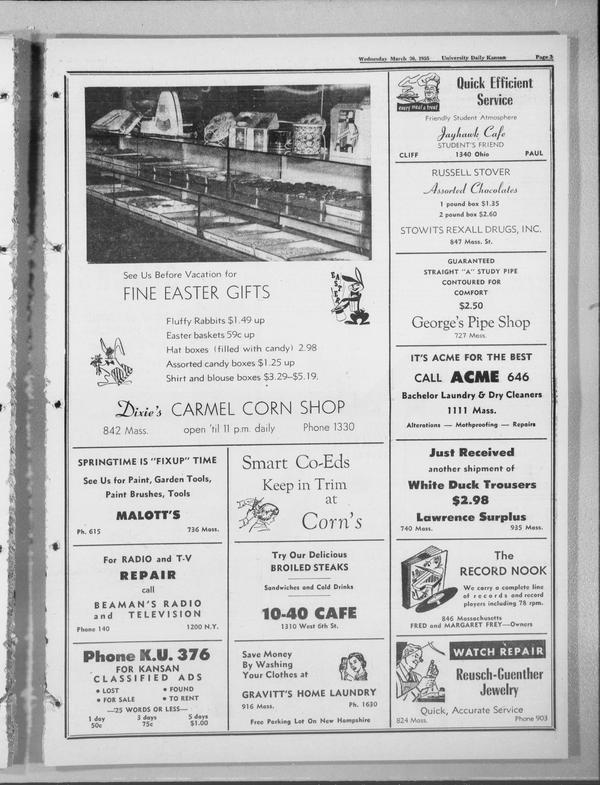 Wednesday March 30, 1955 University Daily Kansan Page 5
See Us Before Vacation for
FINE EASTER GIFTS
EASTER
Fluffy Rabbits $1.49 up
Easter baskets 59c up
Hat boxes (filled with candy) 2.98
Assorted candy boxes $1.25 up
Shirt and blouse boxes $3.29–$5.19.
Dixie's CARMEL CORN SHOP
842 Mass. open 'til 11 p.m. daily Phone 1330
SPRINGTIME IS "FIXUP" TIME
See Us for Paint, Garden Tools,
Paint Brushes, Tools
MALOTT'S
Ph. 615 736 Mass.
For RADIO and T-V
REPAIR
call
BEAMAN'S RADIO
and TELEVISION
Phone 140 1200 N.Y.
Phone K.U. 376
FOR KANSAN
CLASSIFIED ADS
• LOST • FOUND
• FOR SALE • TO RENT
—25 WORDS OR LESS—
1 day 3 days 5 days
50c 75c $1.00
Smart Co-Eds
Keep in Trim
at
Corn's
Try Our Delicious
BROILED STEAKS
Sandwiches and Cold Drinks
10-40 CAFE
1310 West 6th St.
Save Money
By Washing
Your Clothes at
GRAVITT'S HOME LAUNDRY
916 Mass. Ph. 1630
Free Parking Lot On New Hampshire
every meal a treat
Quick Efficient
Service
Friendly Student Atmosphere
Jayhawk Cafe
STUDENT'S FRIEND
CLIFF 1340 Ohio PAUL
RUSSELL STOVER
Assorted Chocolates
1 pound box $1.35
2 pound box $2.60
STOWITS REXALL DRUGS, INC.
847 Mass. St.
GUARANTEED
STRAIGHT "A" STUDY PIPE
CONTOURED FOR
COMFORT
$2.50
George's Pipe Shop
727 Mass.
IT'S ACME FOR THE BEST
CALL ACME 646
Bachelor Laundry & Dry Cleaners
1111 Mass.
Alterations — Mothproofing — Repairs
Just Received
another shipment of
White Duck Trousers
$2.98
Lawrence Surplus
740 Mass. 935 Mass.
The
RECORD NOOK
We carry a complete line
of records and record
players including 78 rpm.
846 Massachusetts
FRED and MARGARET FREY—Owners
WATCH REPAIR
Reusch-Guenther
Jewelry
Quick, Accurate Service
824 Mass. Phone 903